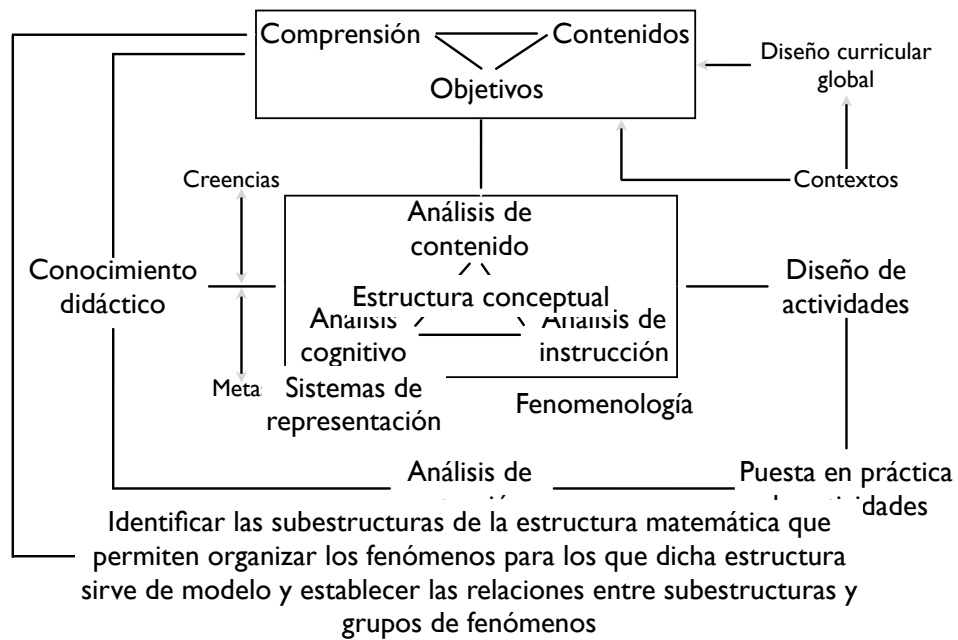 Comprensión
Contenidos
Objetivos
Diseño curricular
global
Contextos
Creencias
Análisis de
contenido
Conocimiento
didáctico
Estructura conceptual
Análisis
cognitivo
Análisis de
instrucción
Diseño de
actividades
Metas
Sistemas de
representación
Fenomenología
Análisis de
Puesta en práctica
Identificar las subestructuras de la estructura matemática que
permiten organizar los fenómenos para los que dicha estructura
sirve de modelo y establecer las relaciones entre subestructuras y
grupos de fenómenos